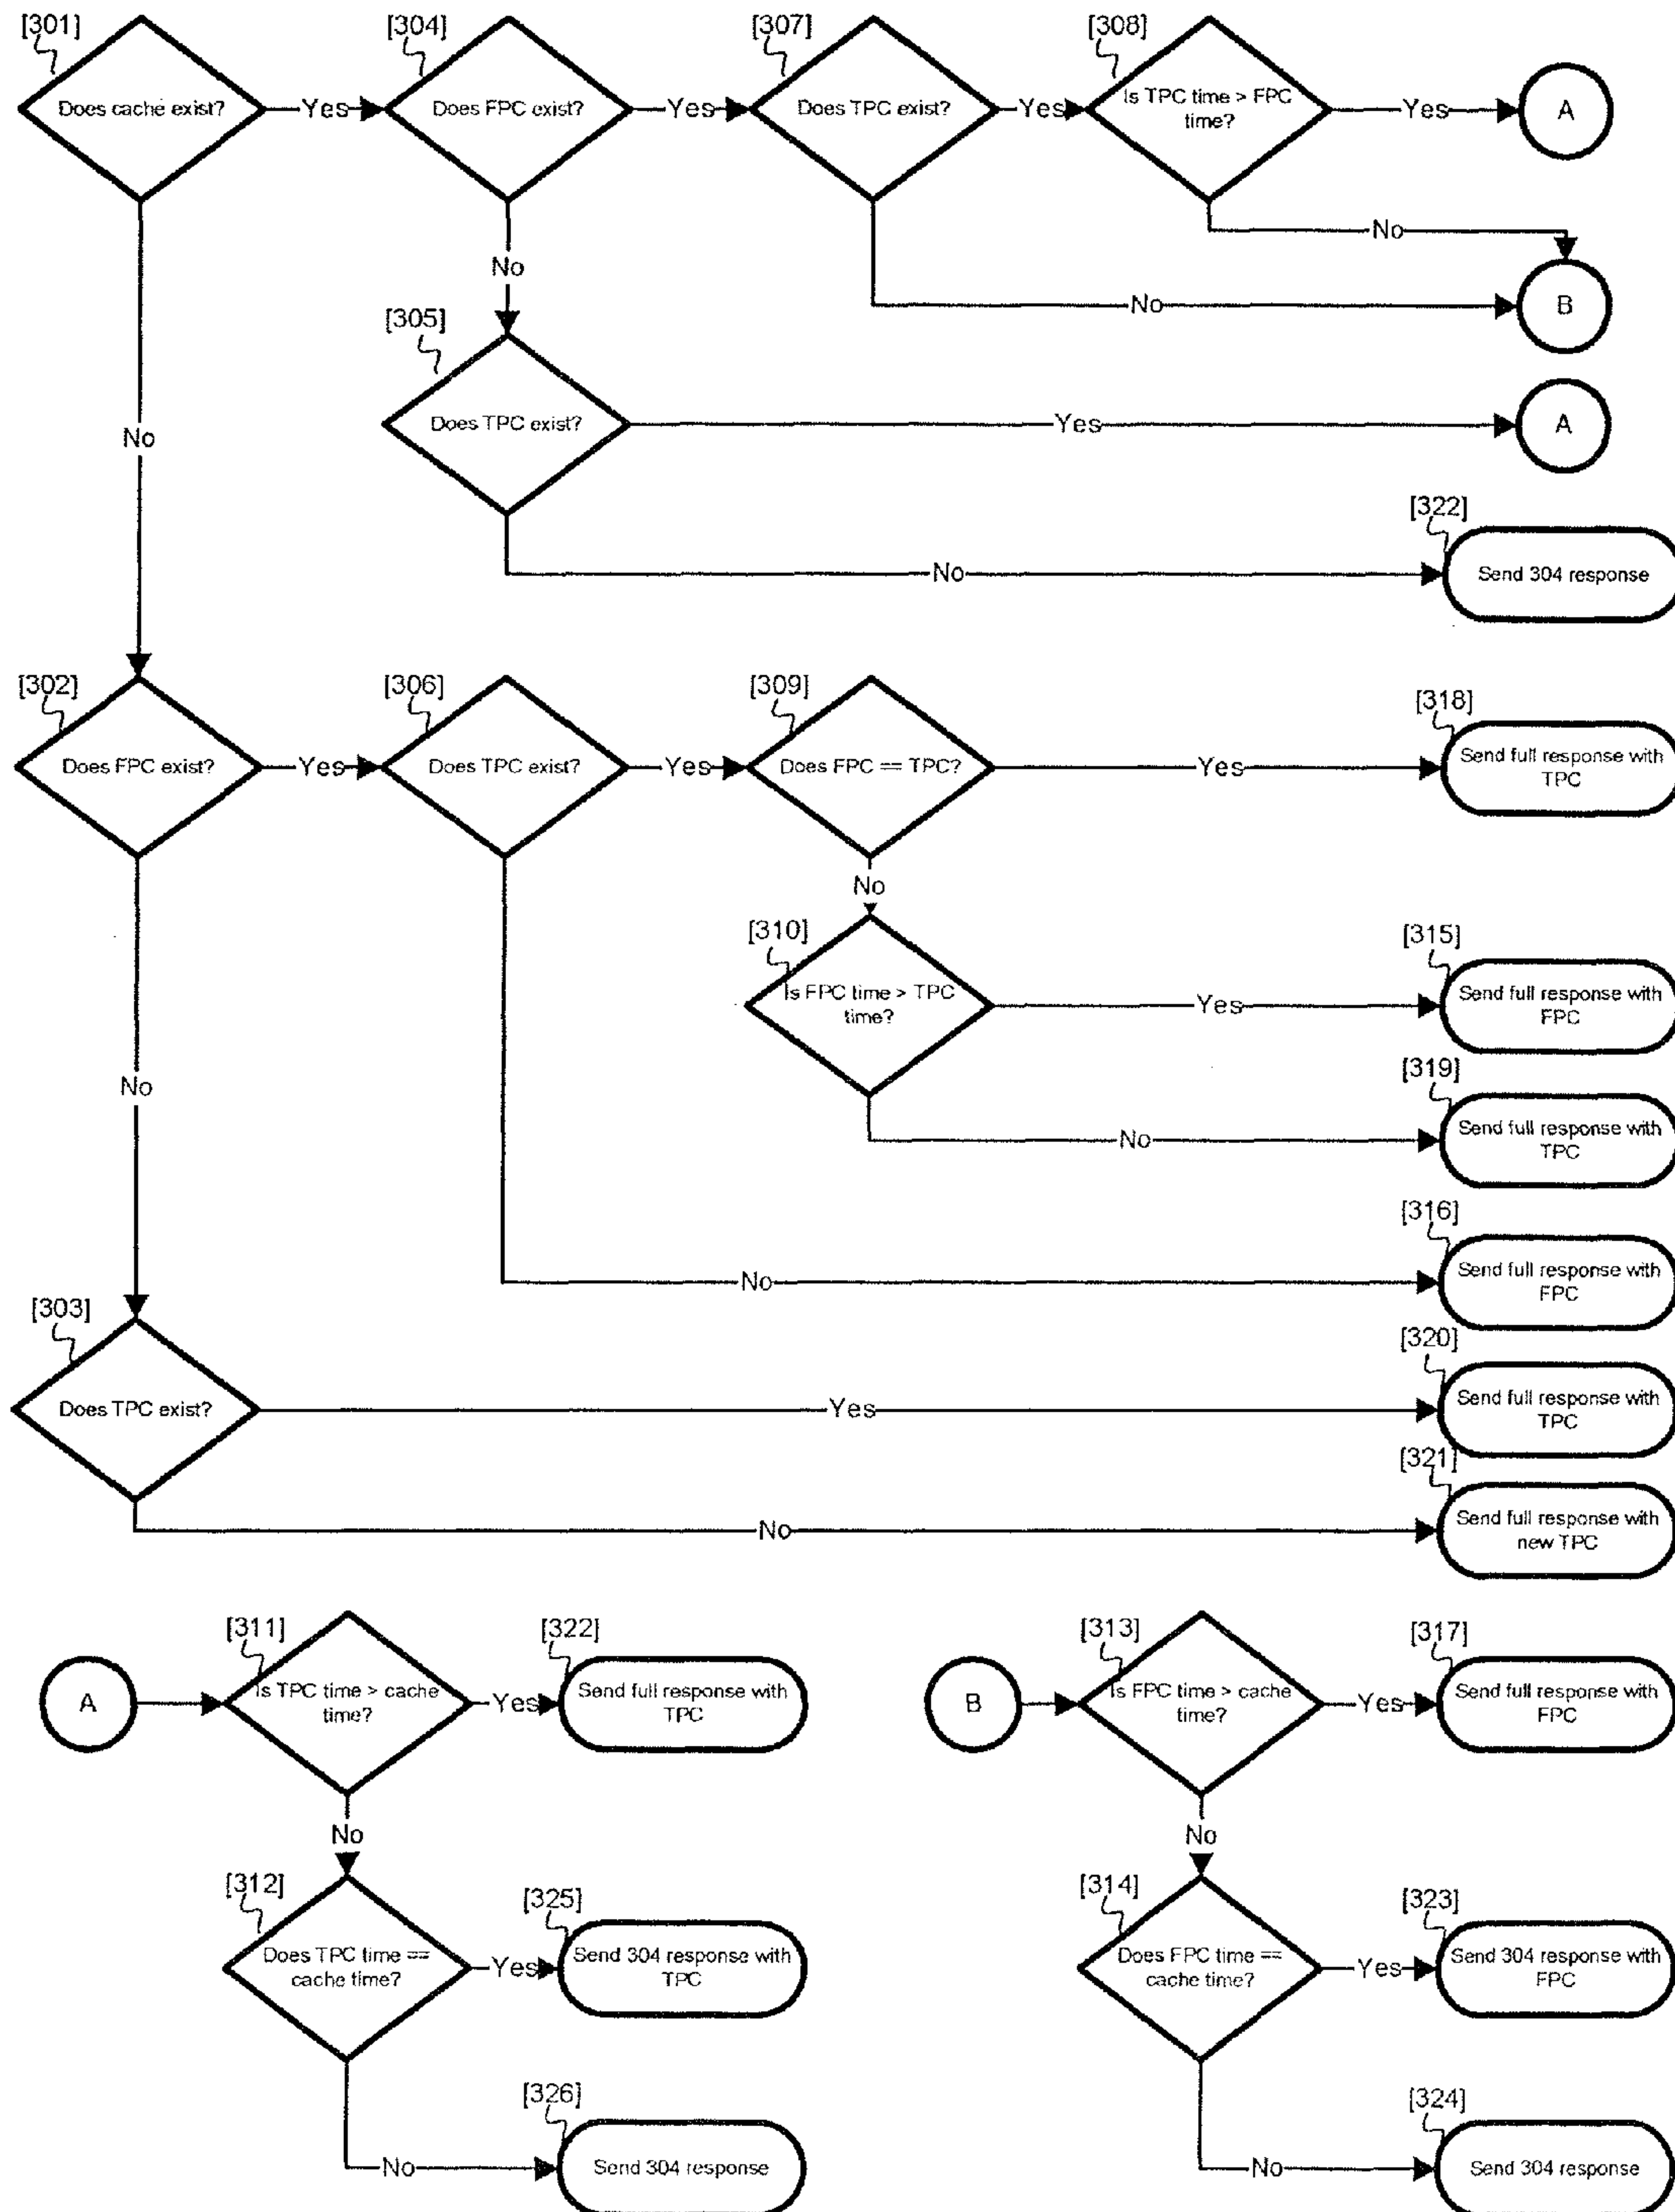 [301]
[304]
[307]
[308]
Does cache exist?
Yes
Does FPC exist?
Yes
Does TPC exist?
Yes
Is TPC time > FPC
time?
Yes
A
No
No
B
No
[305]
Does TPC exist?
Yes
A
No
[322]
No
Send 304 response
[302]
[306]
[309]
[318]
Does FPC exist?
Yes
Does TPC exist?
Yes
Does FPC == TPC?
Yes
Send full response with
TPC
No
[310]
[315]
Is FPC time > TPC
time?
Yes
Send full response with
FPC
[319]
No
No
Send full response with
TPC
[316]
No
Send full response with
FPC
[303]
[320]
Does TPC exist?
Yes
Send full response with
TPC
[321]
No
Send full response with
new TPC
[311]
[322]
[313]
[317]
A
Is TPC time > cache
time?
Yes
Send full response with
TPC
B
Is FPC time > cache
time?
Yes
Send full response with
FPC
No
No
[312]
[325]
[314]
[323]
Does TPC time ==
cache time?
Yes
Send 304 response with
TPC
Does FPC time ==
cache time?
Yes
Send 304 response with
FPC
[326]
[324]
No
Send 304 response
No
Send 304 response